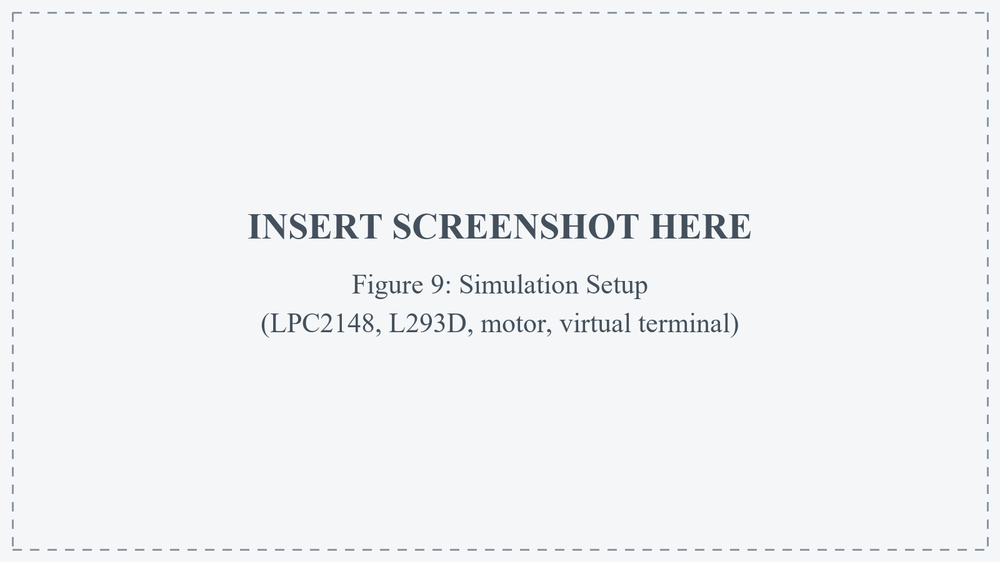 INSERT SCREENSHOT HERE
Figure 9: Simulation Setup
(LPC2148, L293D, motor, virtual terminal)